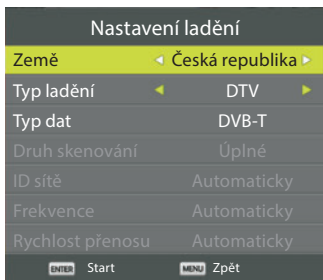 Nastavení ladění
Země Česká republika
Typ ladění DTV
Typ dat DVB-T
Druh skenování Úplné
ID sítě Automaticky
Frekvence Automaticky
Rychlost přenosu Automaticky
ENTER Start MENU Zpět